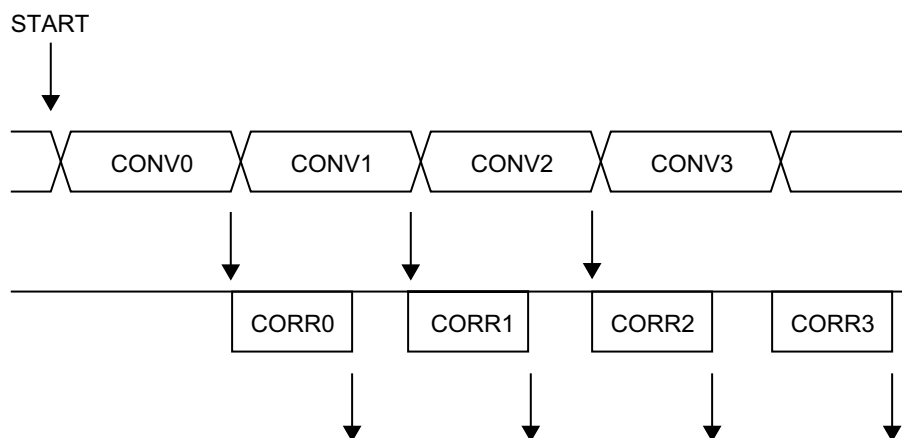 START
CONV0 CONV1 CONV2 CONV3
CORR0 CORR1 CORR2 CORR3